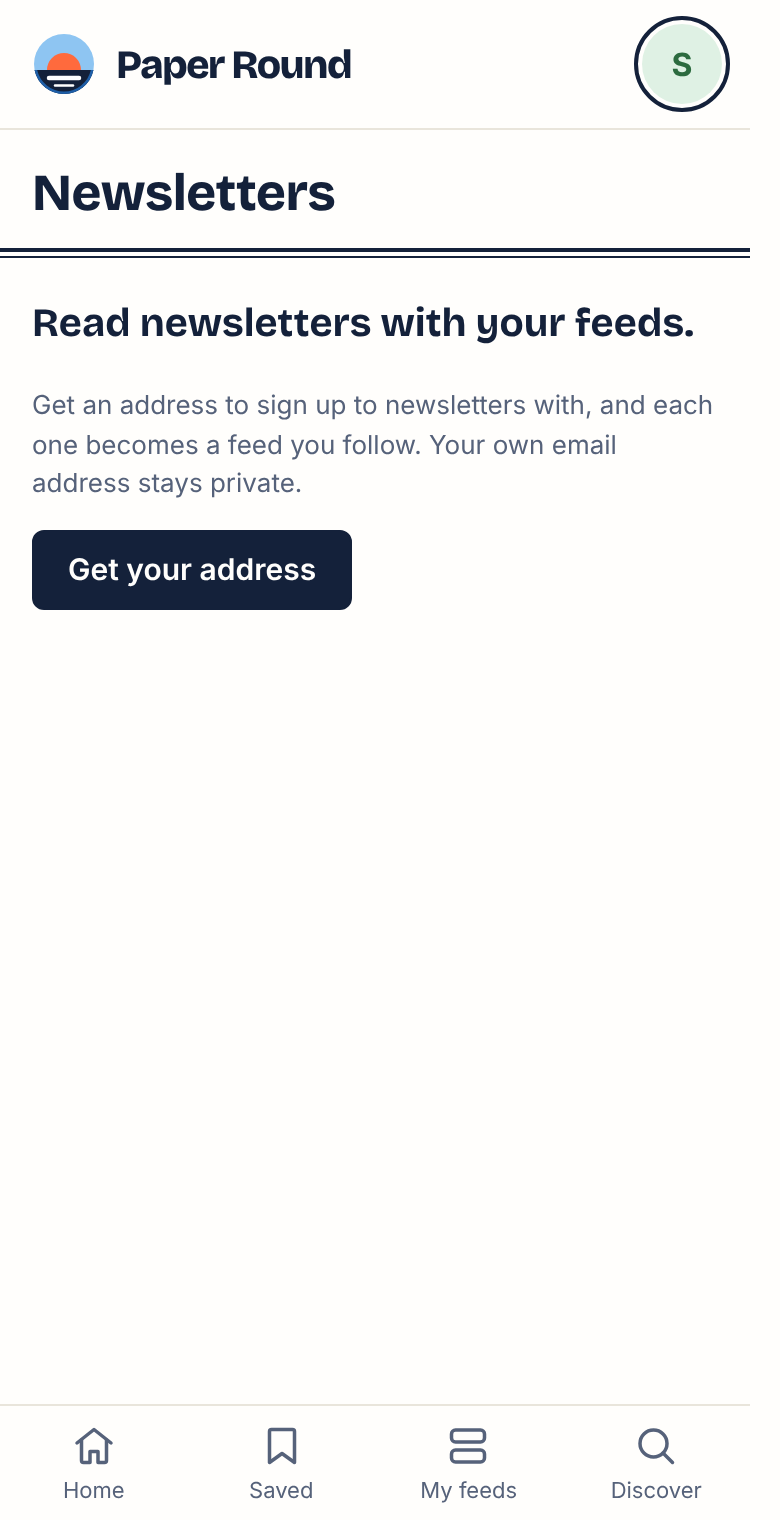 Paper Round
S
Newsletters
Read newsletters with your feeds.
Get an address to sign up to newsletters with, and each
one becomes a feed you follow. Your own email
address stays private.
Get your address
Home
Saved
My feeds
Discover